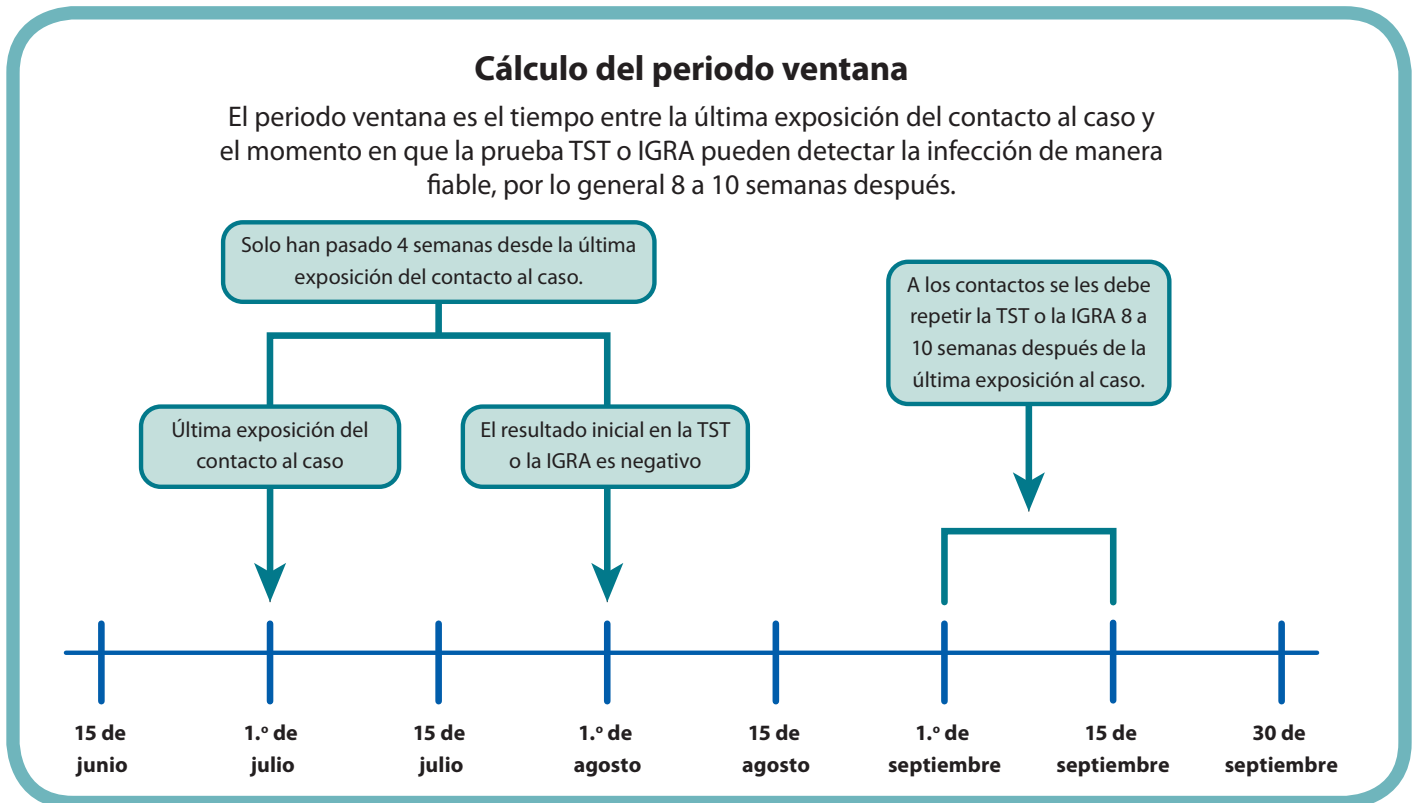 Cálculo del periodo ventana
El periodo ventana es el tiempo entre la última exposición del contacto al caso y
el momento en que la prueba TST o IGRA pueden detectar la infección de manera
fiable, por lo general 8 a 10 semanas después.
Solo han pasado 4 semanas desde la última
exposición del contacto al caso.
A los contactos se les debe
repetir la TST o la IGRA 8 a
10 semanas después de la
última exposición al caso.
Última exposición del
contacto al caso
El resultado inicial en la TST
o la IGRA es negativo
15 de
junio
1.º de
julio
15 de
julio
1.º de
agosto
15 de
agosto
1.º de
septiembre
15 de
septiembre
30 de
septiembre